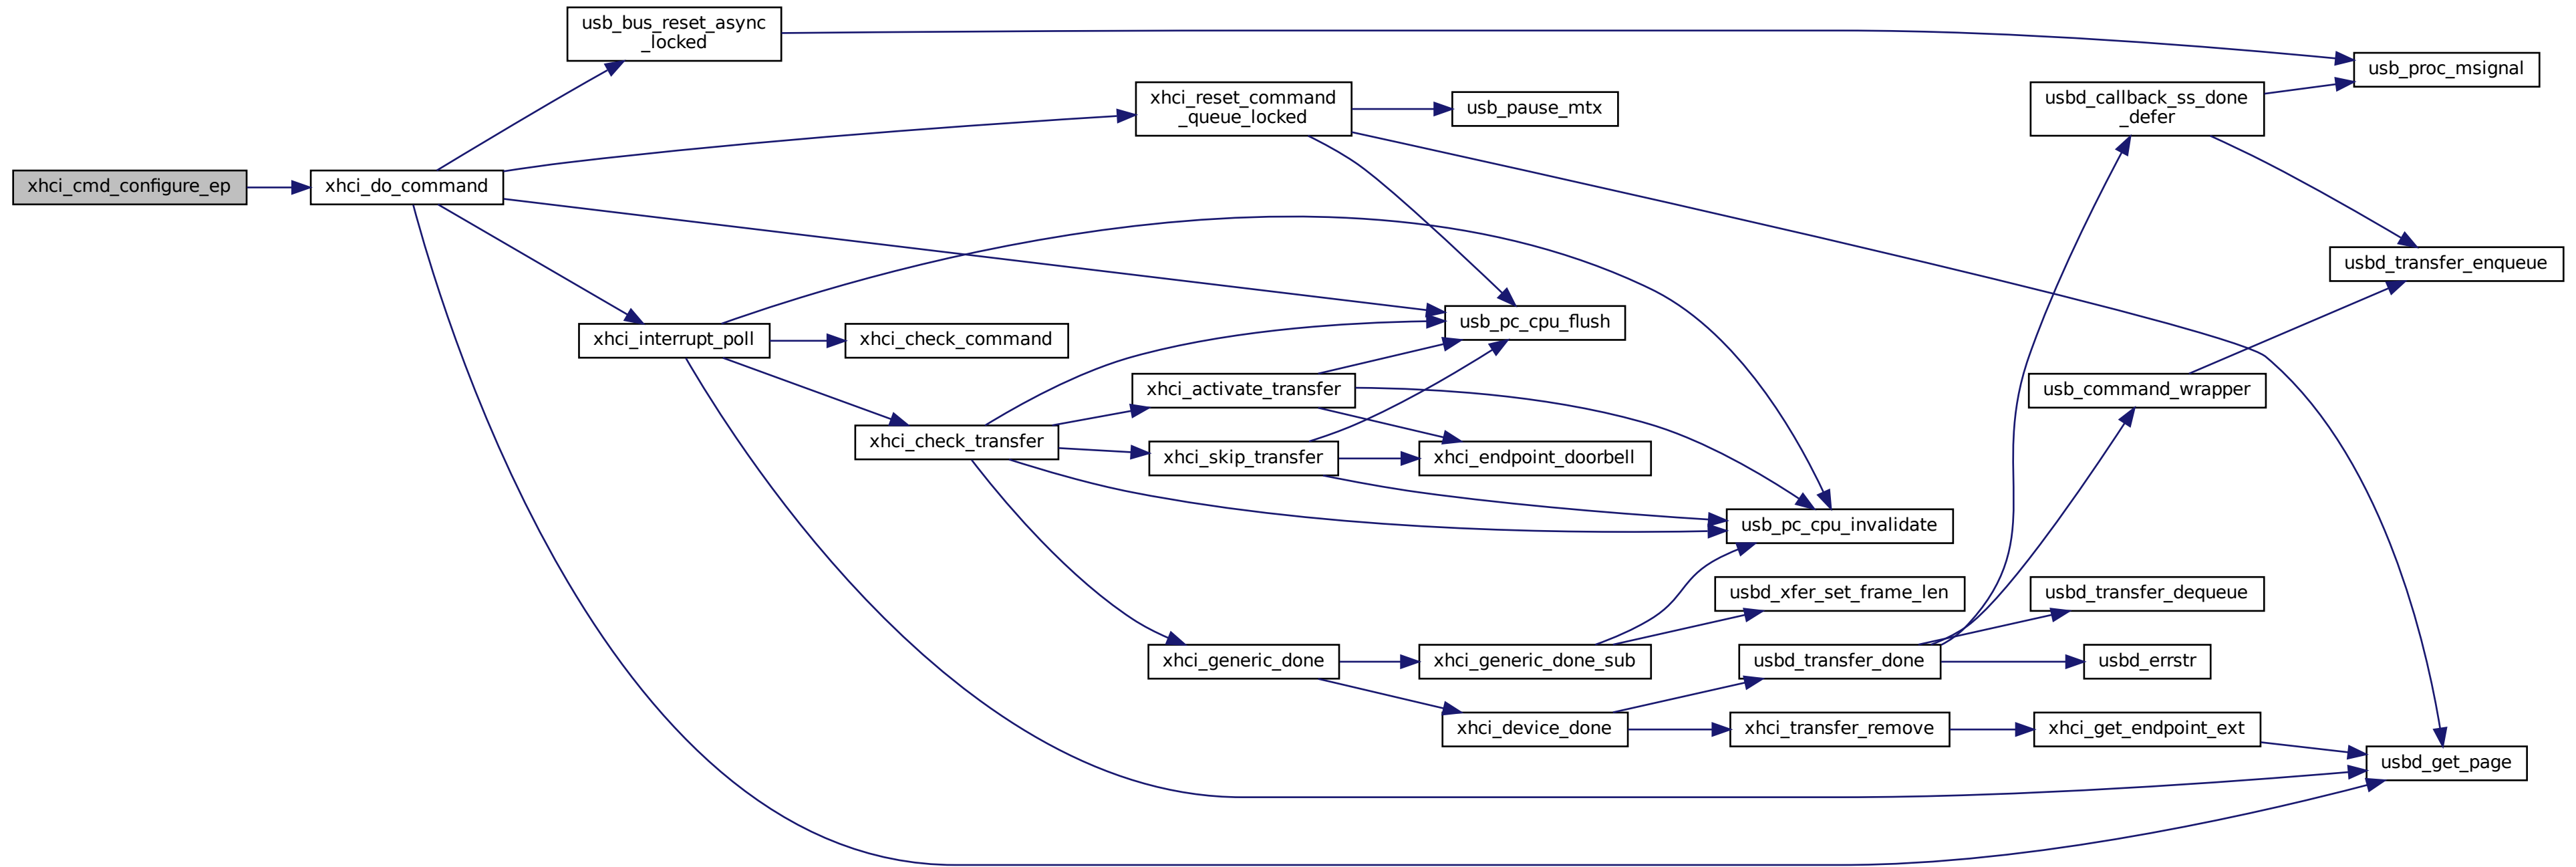 usb_bus_reset_async
_locked
usb_proc_msignal
xhci_reset_command
_queue_locked
usb_pause_mtx
usbd_callback_ss_done
_defer
xhci_cmd_configure_ep
xhci_do_command
usbd_transfer_enqueue
usb_pc_cpu_flush
xhci_interrupt_poll
xhci_check_command
xhci_activate_transfer
usb_command_wrapper
xhci_check_transfer
xhci_skip_transfer
xhci_endpoint_doorbell
usb_pc_cpu_invalidate
usbd_xfer_set_frame_len
usbd_transfer_dequeue
xhci_generic_done
xhci_generic_done_sub
usbd_transfer_done
usbd_errstr
xhci_device_done
xhci_transfer_remove
xhci_get_endpoint_ext
usbd_get_page